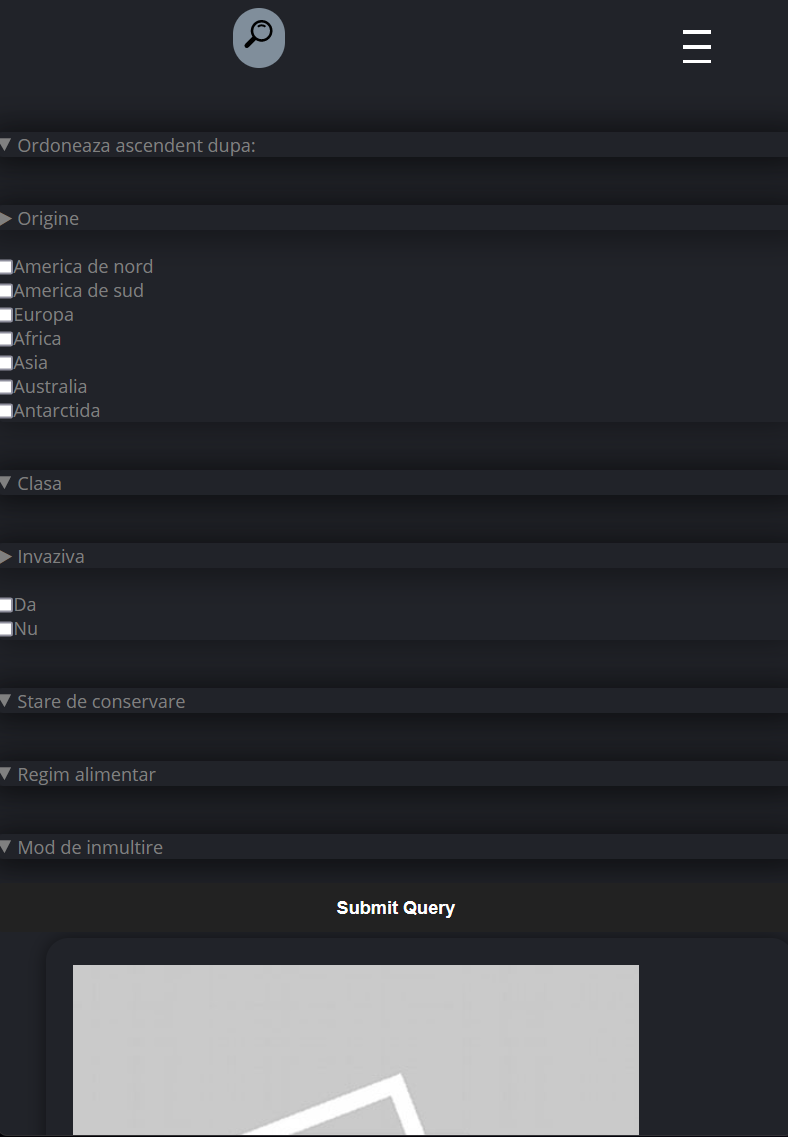 Ordoneaza ascendent dupa:
Origine
America de nord
America de sud
Europa
Africa
Asia
Australia
Antarctida
Clasa
Invaziva
Da
Nu
Stare de conservare
Regim alimentar
Mod de inmultire
Submit Query